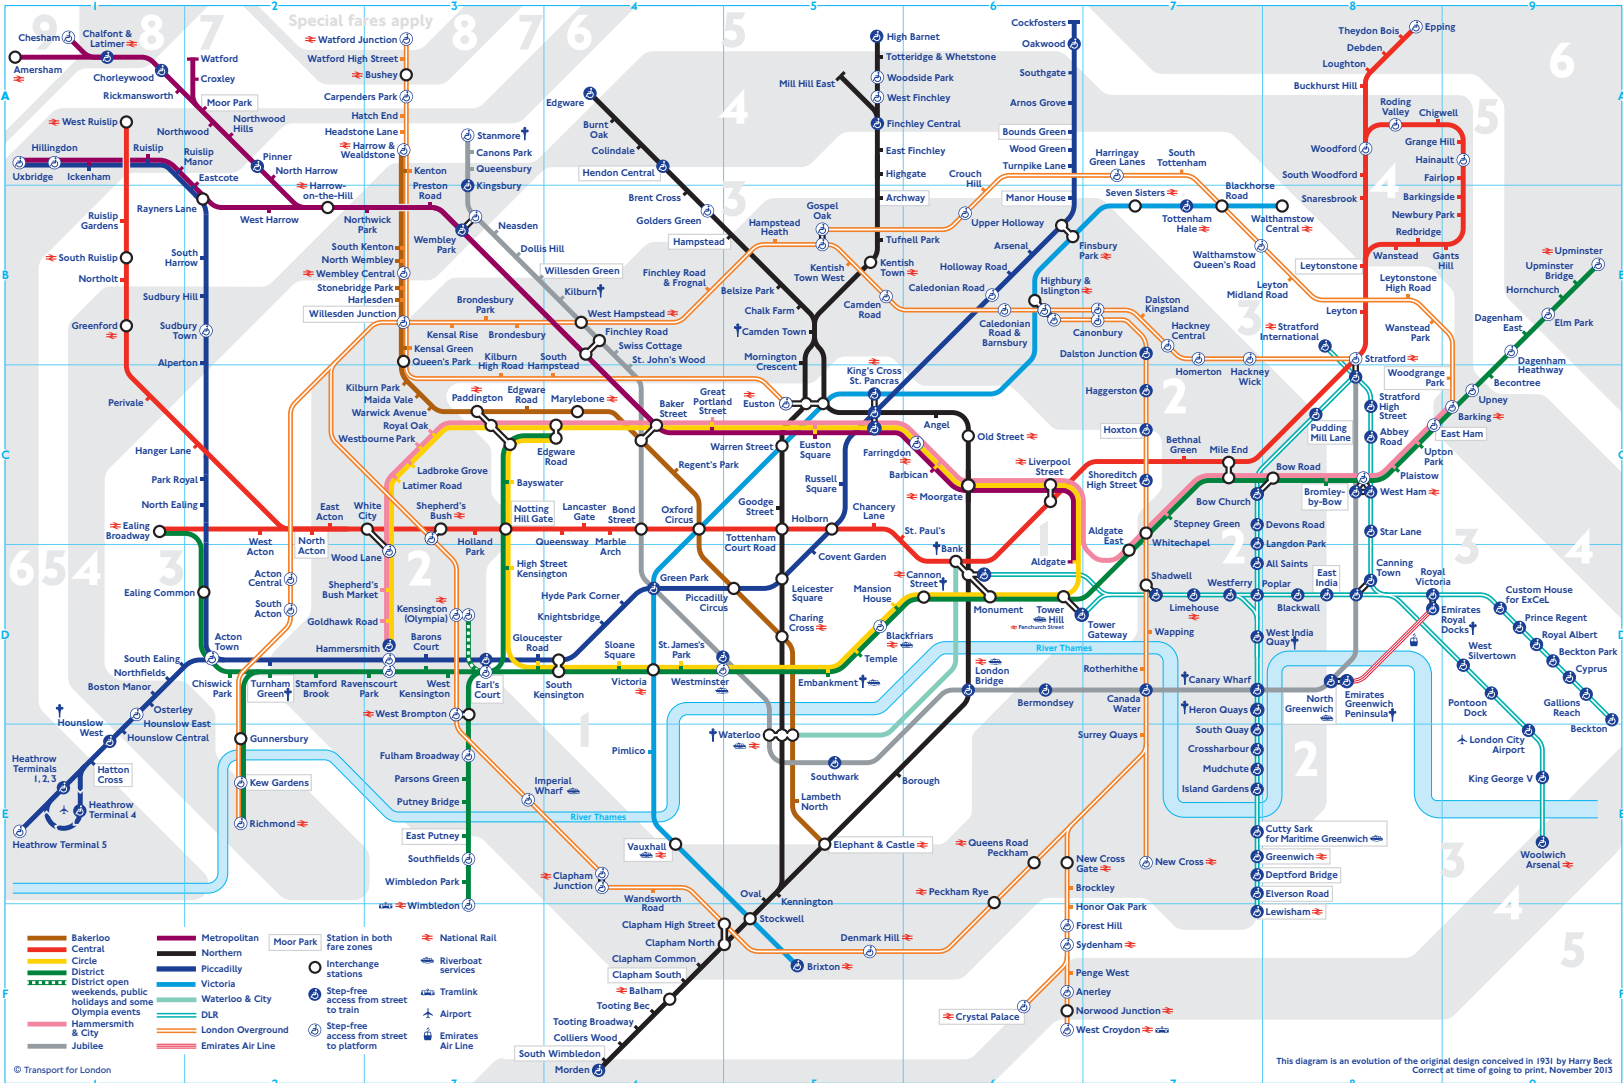 1
2
3
4
5
6
7
8
9
Special fares apply
9
8
7
8
7
6
5
4
3
6
5
4
Chesham
Chalfont &
Latimer
Amersham
Chorleywood
Rickmansworth
Watford
Croxley
Moor Park
Northwood
Northwood
Hills
Pinner
North Harrow
Harrow-
on-the-Hill
West Ruislip
Hillingdon
Uxbridge
Ickenham
Ruislip
Ruislip
Manor
Eastcote
Rayners Lane
West Harrow
Northwick
Park
Preston
Road
Ruislip
Gardens
South Ruislip
Northolt
Greenford
Perivale
Hanger Lane
South
Harrow
Sudbury Hill
Sudbury
Town
Alperton
Park Royal
North Ealing
Ealing
Broadway
Ealing Common
West
Acton
North
Acton
East
Acton
White
City
Wood Lane
Shepherd's
Bush
Holland
Park
Notting
Hill Gate
Queensway
Lancaster
Gate
Marble
Arch
Bond
Street
Oxford
Circus
Tottenham
Court Road
Holborn
Chancery
Lane
St. Paul's
Bank
Liverpool
Street
Bethnal
Green
Mile End
Stratford
Watford Junction
Watford High Street
Bushey
Carpenders Park
Hatch End
Headstone Lane
Harrow &
Wealdstone
Kenton
South Kenton
North Wembley
Wembley Central
Stonebridge Park
Harlesden
Willesden Junction
Kensal Green
Queen's Park
Kilburn Park
Maida Vale
Warwick Avenue
Paddington
Edgware
Road
Marylebone
Baker
Street
Regent's Park
Stanmore
Canons Park
Queensbury
Kingsbury
Wembley
Park
Neasden
Dollis Hill
Willesden Green
Kilburn
West Hampstead
Finchley Road
Swiss Cottage
St. John's Wood
Kensal Rise
Brondesbury
Park
Brondesbury
Finchley Road
& Frognal
Hampstead
Heath
Gospel
Oak
Kentish
Town West
Camden
Road
Caledonian
Road &
Barnsbury
Highbury &
Islington
Canonbury
Dalston
Kingsland
Hackney
Central
Homerton
Hackney
Wick
Kilburn
High Road
South
Hampstead
Euston
Edgware
Burnt
Oak
Colindale
Hendon Central
Brent Cross
Golders Green
Hampstead
Belsize Park
Chalk Farm
Camden Town
Mornington
Crescent
High Barnet
Totteridge & Whetstone
Woodside Park
West Finchley
Mill Hill East
Finchley Central
East Finchley
Highgate
Archway
Tufnell Park
Kentish
Town
Cockfosters
Oakwood
Southgate
Arnos Grove
Bounds Green
Wood Green
Turnpike Lane
Manor House
Arsenal
Holloway Road
Caledonian Road
King's Cross
St. Pancras
Crouch
Hill
Upper Holloway
Harringay
Green Lanes
South
Tottenham
Seven Sisters
Tottenham
Hale
Blackhorse
Road
Walthamstow
Central
Finsbury
Park
Walthamstow
Queen's Road
Leyton
Midland Road
Leytonstone
High Road
Wanstead
Park
Woodgrange
Park
Epping
Theydon Bois
Debden
Loughton
Buckhurst Hill
Roding
Valley
Chigwell
Grange Hill
Hainault
Fairlop
Barkingside
Newbury Park
Woodford
South Woodford
Snaresbrook
Redbridge
Wanstead
Gants
Hill
Leytonstone
Leyton
Upminster
Upminster
Bridge
Hornchurch
Elm Park
Dagenham
East
Dagenham
Heathway
Becontree
Upney
Barking
East Ham
Upton
Park
Plaistow
West Ham
Bromley-
by-Bow
Bow Road
Bow Church
Stratford
International
Stratford
High
Street
Abbey
Road
Pudding
Mill Lane
Star Lane
Canning
Town
Dalston Junction
Haggerston
Hoxton
Shoreditch
High Street
Great
Portland
Street
Warren Street
Euston
Square
Farringdon
Barbican
Moorgate
Angel
Old Street
Royal Oak
Westbourne Park
Ladbroke Grove
Latimer Road
Shepherd's
Bush Market
Goldhawk Road
Hammersmith
Edgware
Road
Bayswater
High Street
Kensington
Goodge
Street
Russell
Square
Covent Garden
Leicester
Square
Charing
Cross
Piccadilly
Circus
Green Park
Hyde Park Corner
Knightsbridge
Gloucester
Road
South
Kensington
Sloane
Square
Victoria
St. James's
Park
Westminster
Embankment
Temple
Blackfriars
Mansion
House
Cannon
Street
Monument
Tower
Hill
Fenchurch Street
Tower
Gateway
Aldgate
Aldgate
East
Whitechapel
Stepney Green
Shadwell
Wapping
Rotherhithe
Canada
Water
Surrey Quays
Limehouse
Westferry
Poplar
Blackwall
East
India
Devons Road
Langdon Park
All Saints
West India
Quay
Canary Wharf
Heron Quays
South Quay
Crossharbour
Mudchute
Island Gardens
Cutty Sark
for Maritime Greenwich
Greenwich
Deptford Bridge
Elverson Road
Lewisham
North
Greenwich
Emirates
Greenwich
Peninsula
Royal
Victoria
Emirates
Royal
Docks
Custom House
for ExCeL
Prince Regent
Royal Albert
Beckton Park
Cyprus
Gallions
Reach
Beckton
West
Silvertown
Pontoon
Dock
London City
Airport
King George V
Woolwich
Arsenal
Acton
Central
South
Acton
Acton
Town
South Ealing
Northfields
Boston Manor
Osterley
Hounslow East
Hounslow Central
Hounslow
West
Hatton
Cross
Heathrow
Terminals
1, 2, 3
Heathrow
Terminal 4
Heathrow Terminal 5
Chiswick
Park
Turnham
Green
Stamford
Brook
Ravenscourt
Park
Barons
Court
West
Kensington
Kensington
(Olympia)
Earl's
Court
Gunnersbury
Kew Gardens
Richmond
West Brompton
Fulham Broadway
Parsons Green
Putney Bridge
East Putney
Southfields
Wimbledon Park
Wimbledon
Imperial
Wharf
Clapham
Junction
Wandsworth
Road
Pimlico
Vauxhall
Stockwell
Brixton
Waterloo
Southwark
London
Bridge
Bermondsey
Borough
Lambeth
North
Elephant & Castle
Oval
Kennington
Clapham High Street
Clapham North
Clapham Common
Clapham South
Balham
Tooting Bec
Tooting Broadway
Colliers Wood
South Wimbledon
Morden
Denmark Hill
Peckham Rye
Queens Road
Peckham
New Cross
Gate
New Cross
Brockley
Honor Oak Park
Forest Hill
Sydenham
Crystal Palace
Penge West
Anerley
Norwood Junction
West Croydon
River Thames
River Thames
Bakerloo
Central
Circle
District
District open
weekends, public
holidays and some
Olympia events
Hammersmith
& City
Jubilee
Metropolitan
Northern
Piccadilly
Victoria
Waterloo & City
DLR
London Overground
Emirates Air Line
Moor Park
Station in both
fare zones
Interchange
stations
Step-free
access from street
to train
Step-free
access from street
to platform
National Rail
Riverboat
services
Tramlink
Airport
Emirates
Air Line
© Transport for London
This diagram is an evolution of the original design conceived in 1931 by Harry Beck
Correct at time of going to print, November 2013